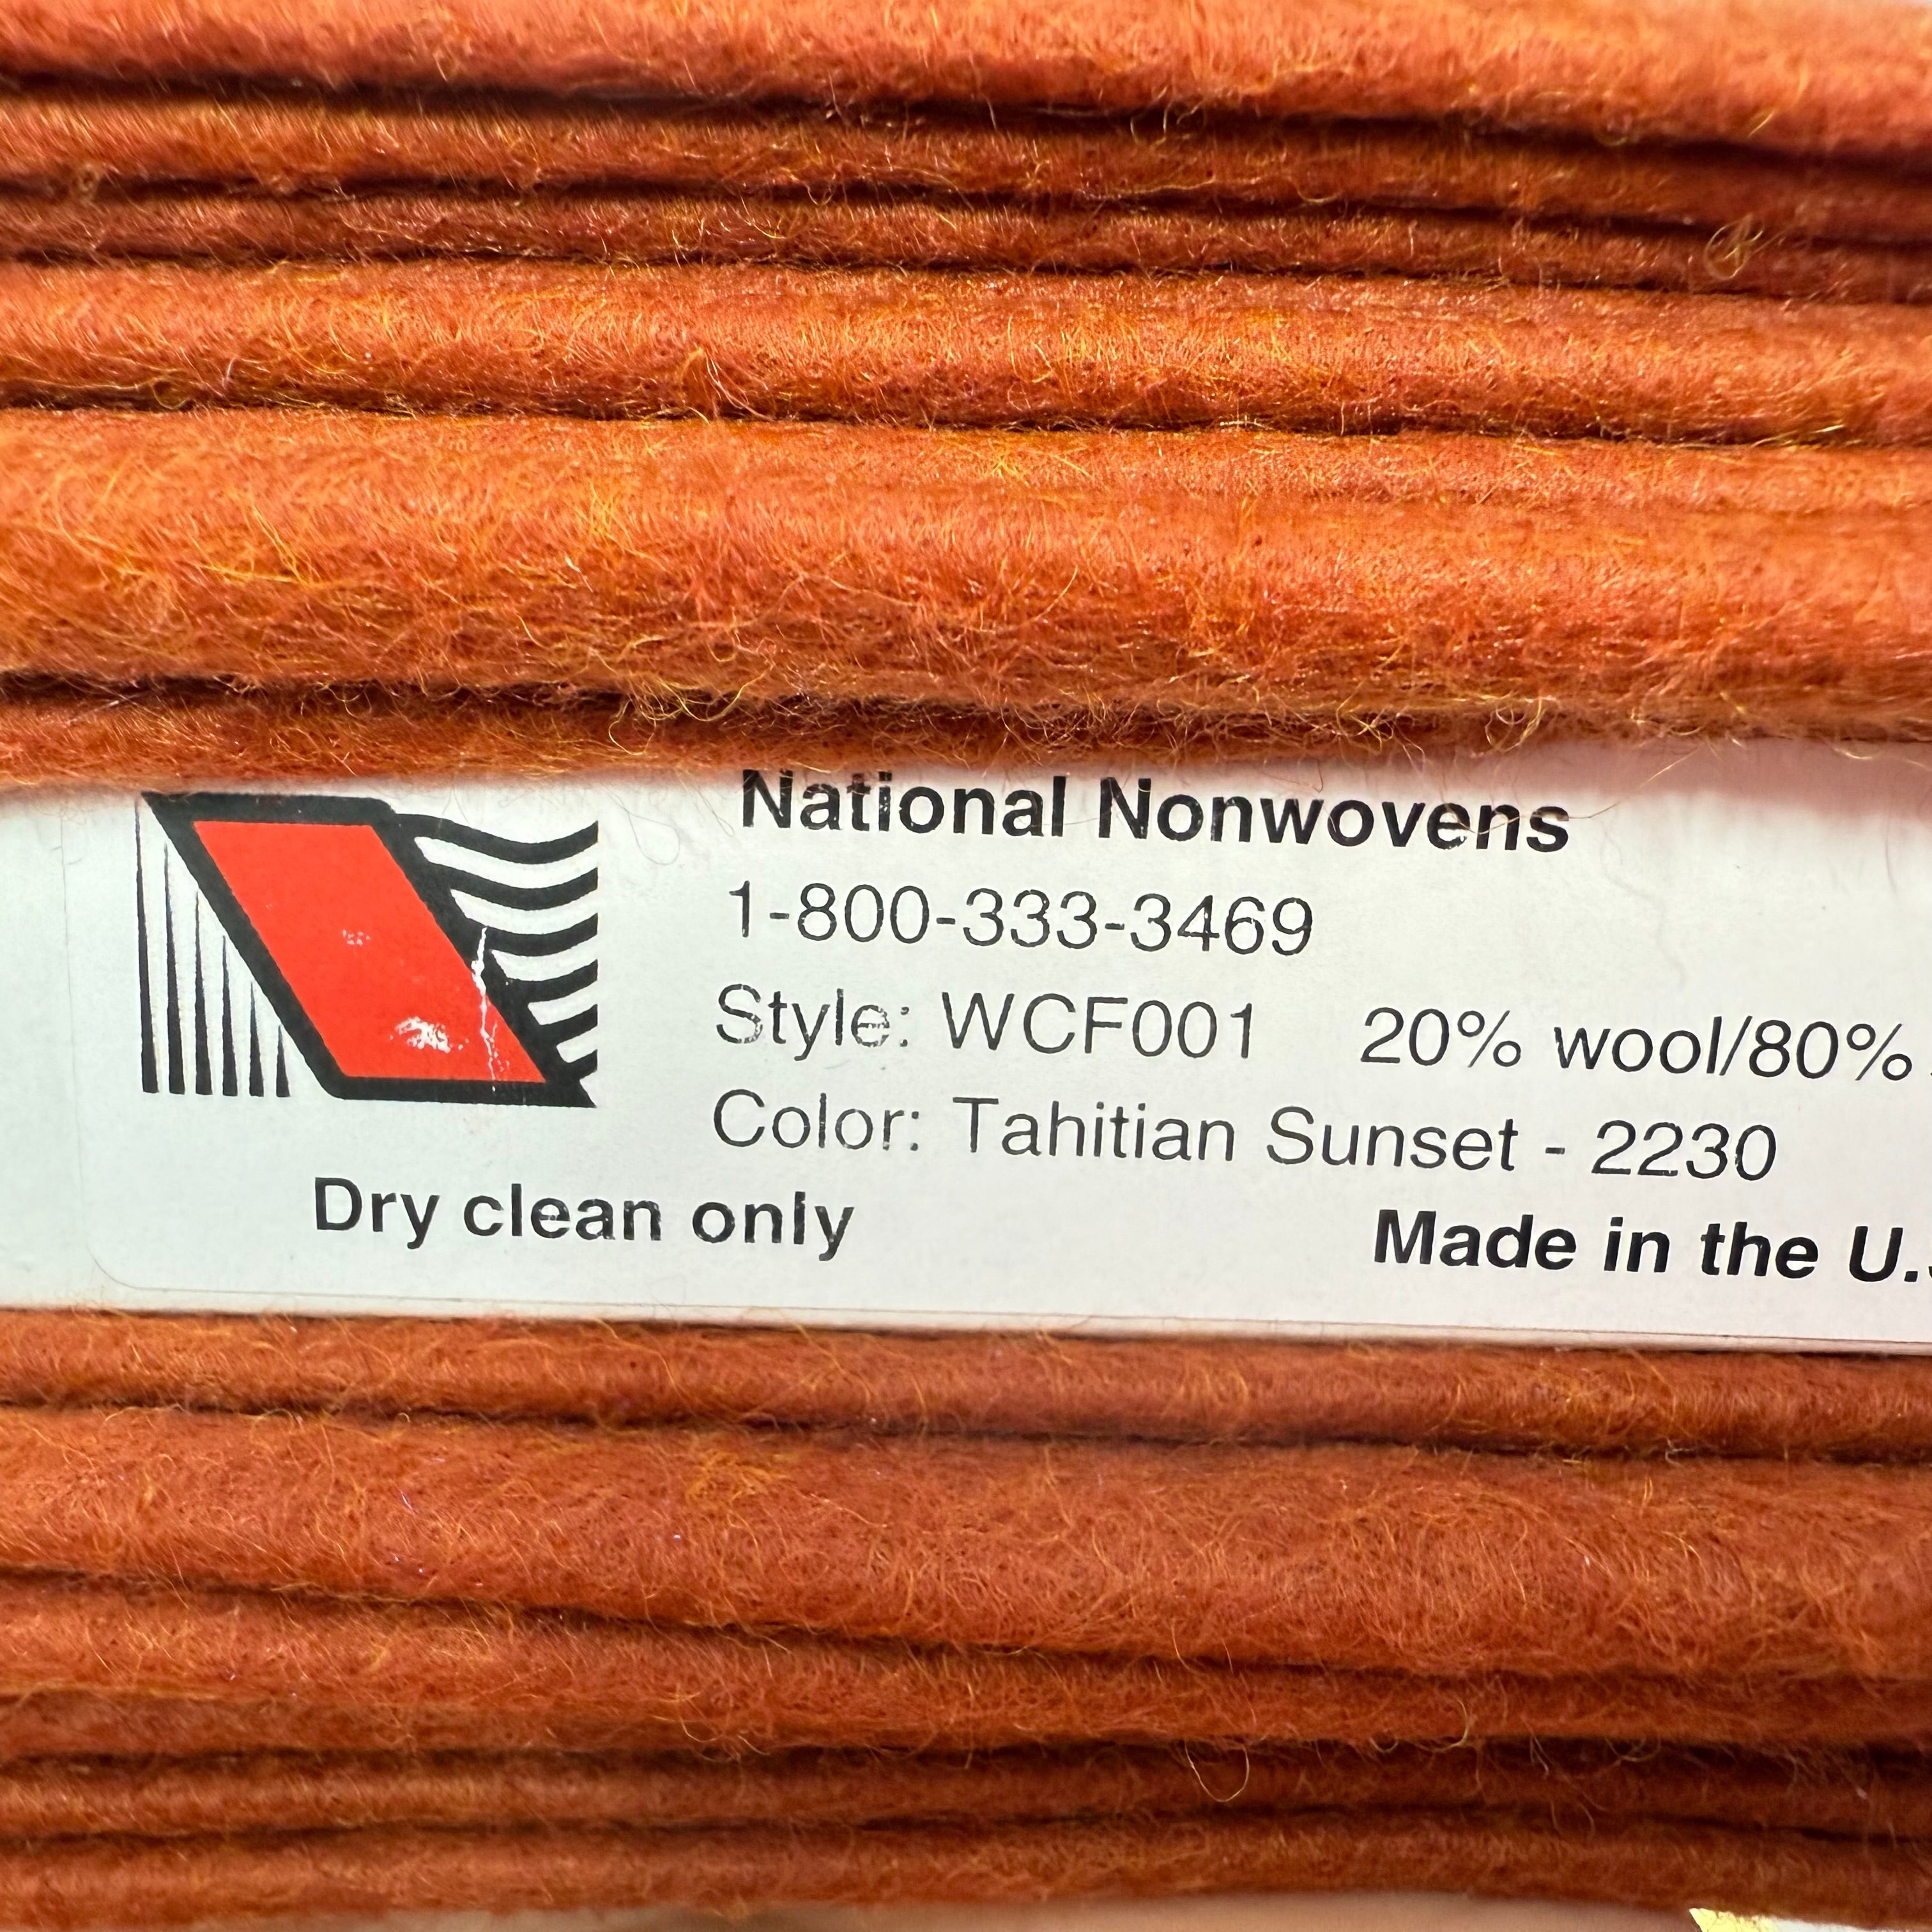 National Nonwovens
1-800-333-3469
Style: WCF001 20% wool/80%
Color: Tahitian Sunset - 2230
Dry clean only Made in the U.